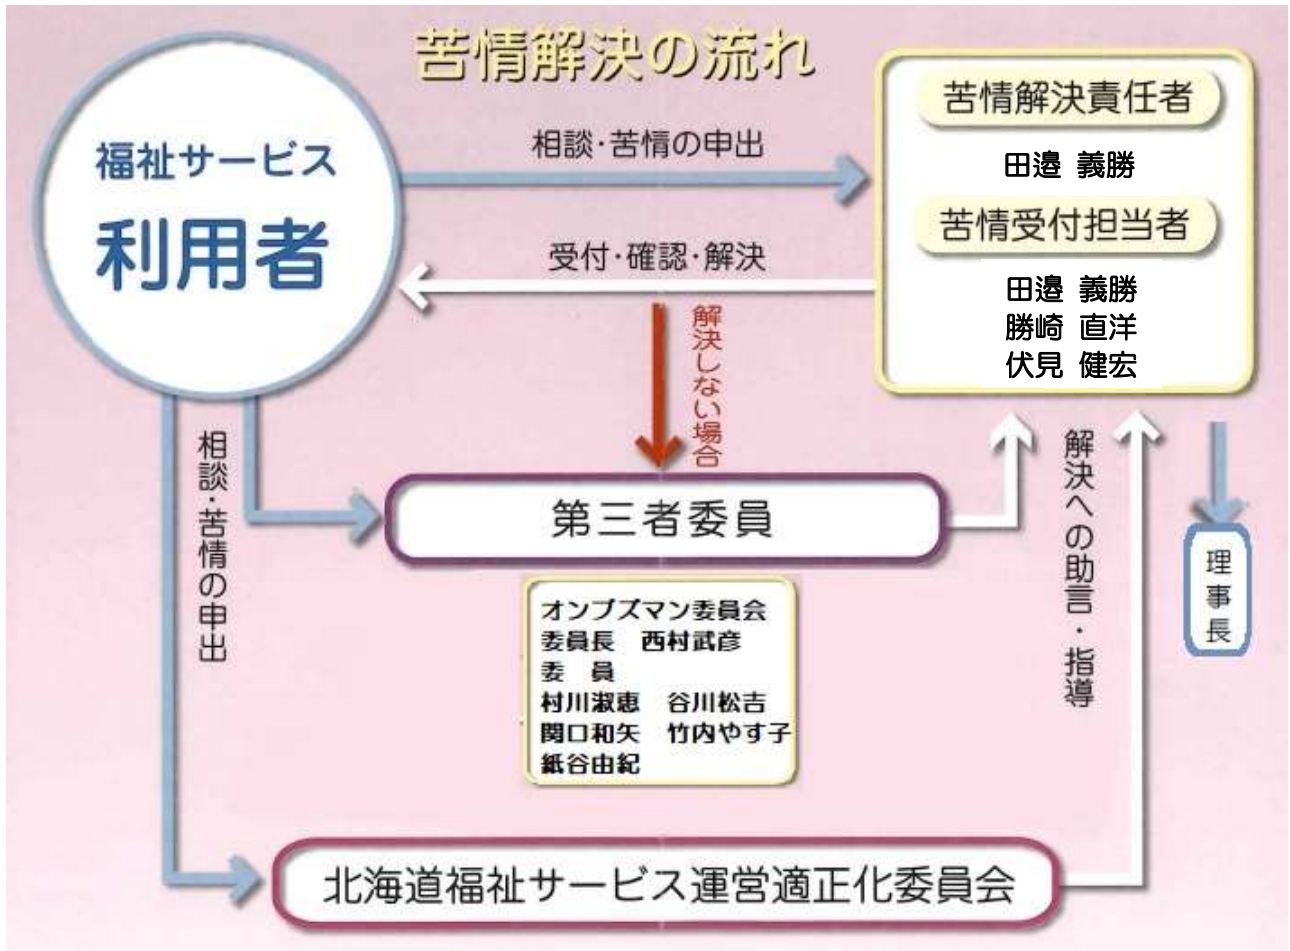 苦情解決の流れ
福祉サービス
利用者
相談・苦情の申出
受付・確認・解決
苦情解決責任者
田邉 義勝
苦情受付担当者
田邉 義勝
勝崎 直洋
伏見 健宏
解決しない場合
相談・苦情の申出
第三者委員
オンブズマン委員会
委員長 西村武彦
委 員
村川淑恵 谷川松吉
関口和矢 竹内やす子
紙谷由紀
解決への助言・指導
理事長
北海道福祉サービス運営適正化委員会